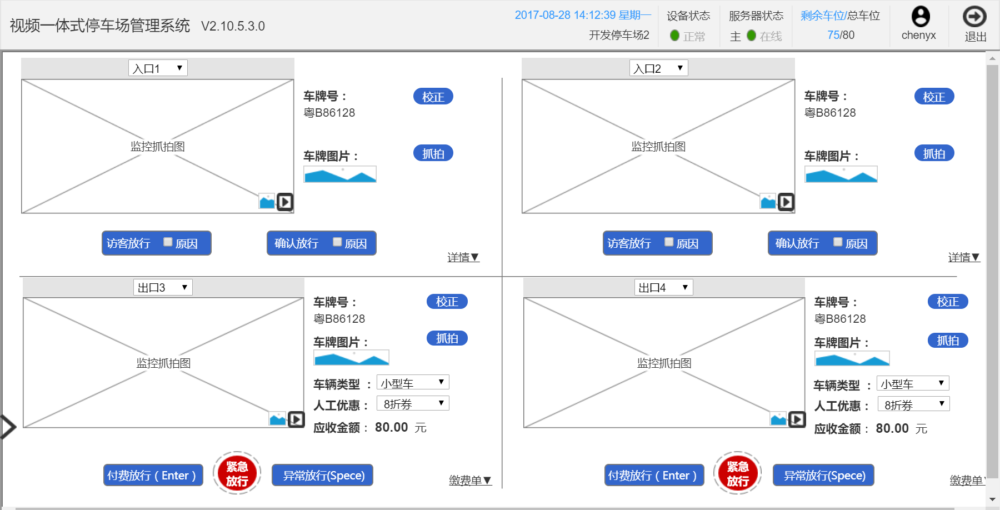 视频一体式停车场管理系统 V2.10.5.3.0
2017-08-28 14:12:39 星期一
开发停车场2
设备状态
正常
服务器状态
主 在线
剩余车位/总车位
75/80
chenyx
退出
入口1
监控抓拍图
车牌号：
粤B86128
校正
车牌图片：
抓拍
访客放行 原因
确认放行 原因
详情▼
入口2
监控抓拍图
车牌号：
粤B86128
校正
车牌图片：
抓拍
访客放行 原因
确认放行 原因
详情▼
出口3
监控抓拍图
车牌号：
粤B86128
校正
车牌图片：
抓拍
车辆类型 ： 小型车
人工优惠： 8折券
应收金额： 80.00 元
付费放行（Enter）
紧急
放行
异常放行(Spece)
缴费单▼
出口4
监控抓拍图
车牌号：
粤B86128
校正
车牌图片：
抓拍
车辆类型 ： 小型车
人工优惠： 8折券
应收金额： 80.00 元
付费放行（Enter）
紧急
放行
异常放行(Spece)
缴费单▼